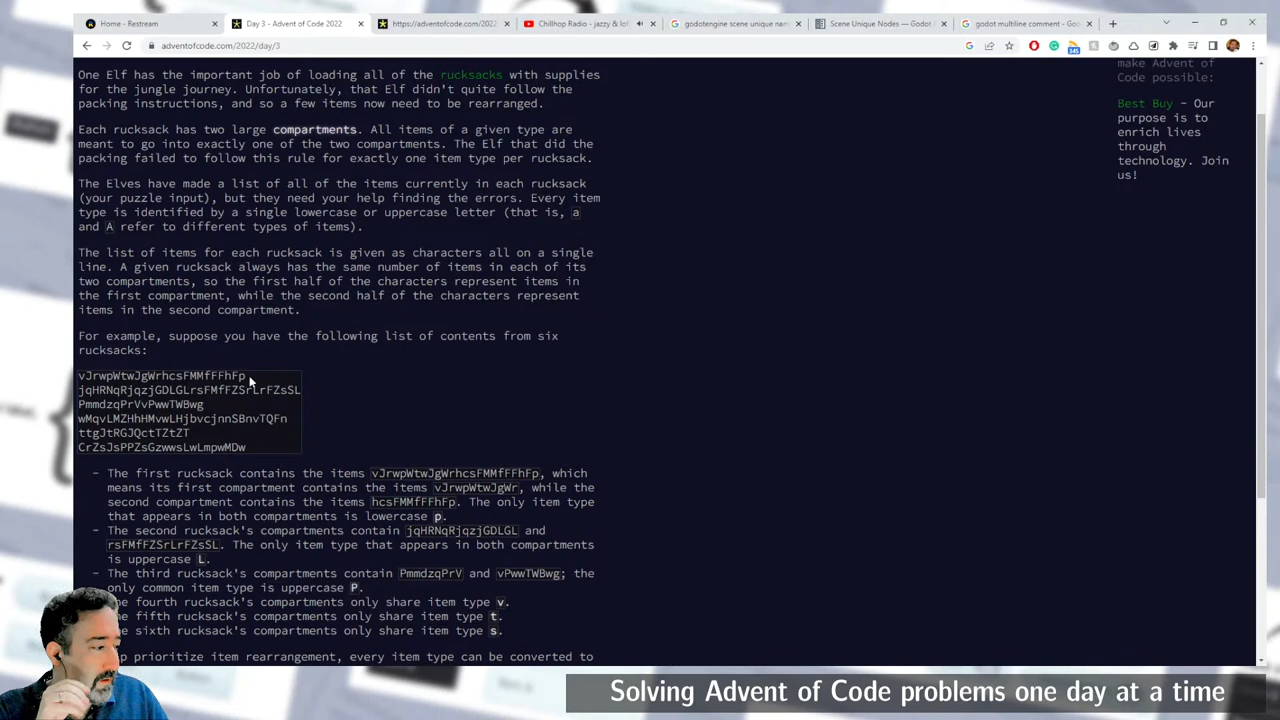 Home - Restream
Day 3 - Advent of Code 2022
https://adventofcode.com/2022
Chillhop Radio - jazzy & lof
godotengine scene unique nam
Scene Unique Nodes — Godot E
godot multiline comment - Goo
adventofcode.com/2022/day/3
345
One Elf has the important job of loading all of the rucksacks with supplies
for the jungle journey. Unfortunately, that Elf didn't quite follow the
packing instructions, and so a few items now need to be rearranged.
Each rucksack has two large compartments. All items of a given type are
meant to go into exactly one of the two compartments. The Elf that did the
packing failed to follow this rule for exactly one item type per rucksack.
The Elves have made a list of all of the items currently in each rucksack
(your puzzle input), but they need your help finding the errors. Every item
type is identified by a single lowercase or uppercase letter (that is, a
and A refer to different types of items).
The list of items for each rucksack is given as characters all on a single
line. A given rucksack always has the same number of items in each of its
two compartments, so the first half of the characters represent items in
the first compartment, while the second half of the characters represent
items in the second compartment.
For example, suppose you have the following list of contents from six
rucksacks:
vJrwpWtwJgWrhcsFMMfFFhFp
jqHRNqRjqzjGDLGLrsFMfFZSrLrFZsSL
PmmdzqPrVvPwwTWBwg
wMqvLMZHhHMvwLHjbvcjnnSBnvTQFn
ttgJtRGJQctTZtZT
CrZsJsPPZsGzwwsLwLmpwMDw
- The first rucksack contains the items vJrwpWtwJgWrhcsFMMfFFhFp, which
means its first compartment contains the items vJrwpWtwJgWr, while the
second compartment contains the items hcsFMMfFFhFp. The only item type
that appears in both compartments is lowercase p.
- The second rucksack's compartments contain jqHRNqRjqzjGDLGL and
rsFMfFZSrLrFZsSL. The only item type that appears in both compartments
is uppercase L.
- The third rucksack's compartments contain PmmdzqPrV and vPwwTWBwg; the
only common item type is uppercase P.
fourth rucksack's compartments only share item type v.
fifth rucksack's compartments only share item type t.
sixth rucksack's compartments only share item type s.
prioritize item rearrangement, every item type can be converted to
make Advent of
Code possible:
Best Buy - Our
purpose is to
enrich lives
through
technology. Join
us!
Solving Advent of Code problems one day at a time